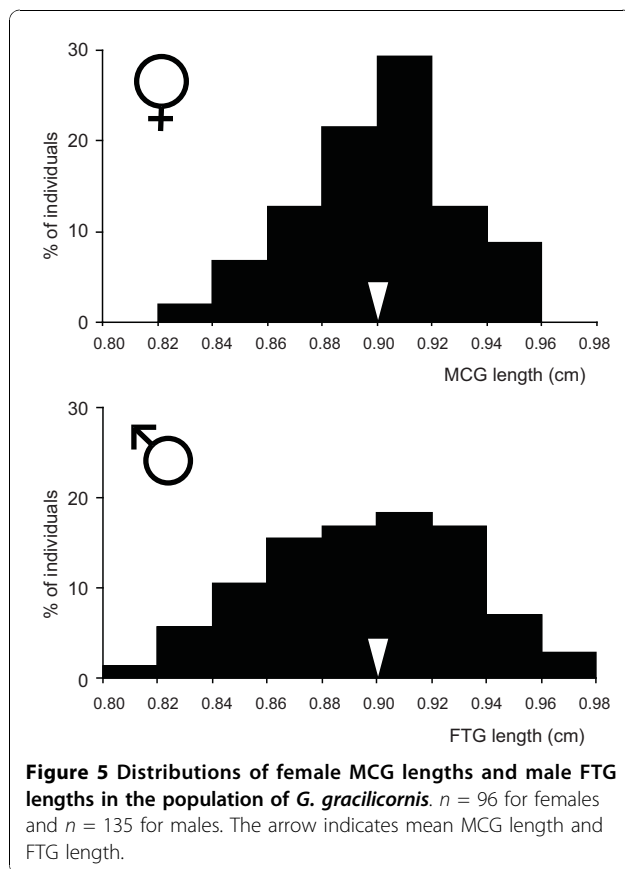 30
20
10
0
% of individuals
0.80 0.82 0.84 0.86 0.88 0.90 0.92 0.94 0.96 0.98
MCG length (cm)
30
20
10
0
% of individuals
0.80 0.82 0.84 0.86 0.88 0.90 0.92 0.94 0.96 0.98
FTG length (cm)
Figure 5 Distributions of female MCG lengths and male FTG
lengths in the population of G. gracilicornis. n = 96 for females
and n = 135 for males. The arrow indicates mean MCG length and
FTG length.